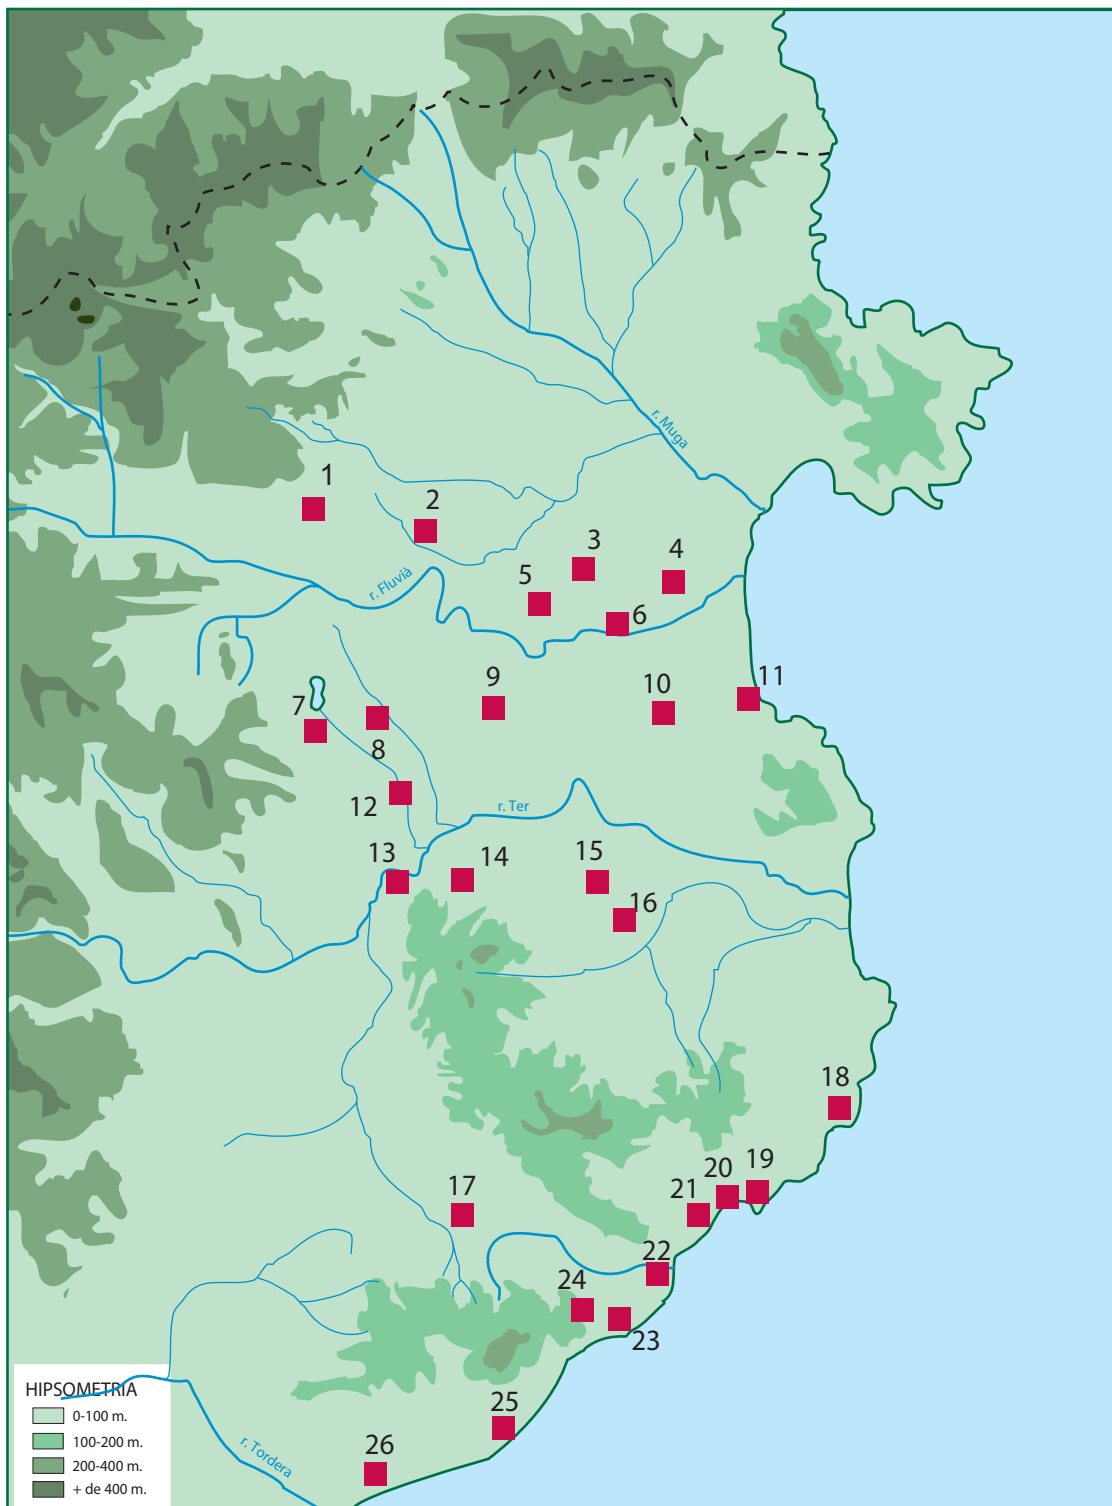 r. Muga
1
2
3
4
5
r. Fluvià
6
9
10
11
7
8
12
r. Ter
13
14
15
16
18
17
21
20
19
22
24
23
HIPSOMETRIA
0-100 m.
100-200 m.
200-400 m.
+ de 400 m.
r. Tordera
25
26